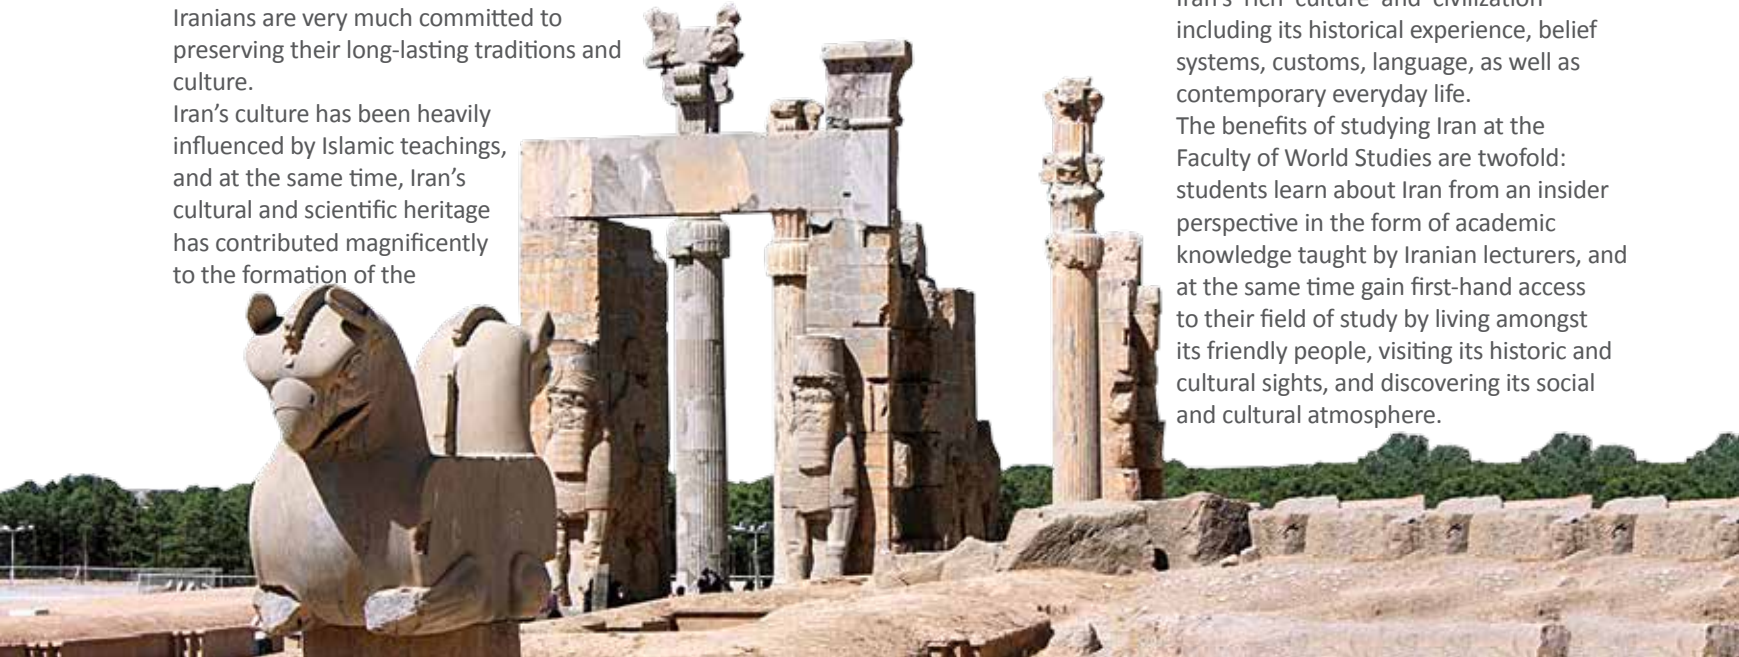 Iranians are very much committed to
preserving their long-lasting traditions and
culture.
Iran’s culture has been heavily
influenced by Islamic teachings,
and at the same time, Iran’s
cultural and scientific heritage
has contributed magnificently
to the formation of the
Iran's rich culture and civilization
including its historical experience, belief
systems, customs, language, as well as
contemporary everyday life.
The benefits of studying Iran at the
Faculty of World Studies are twofold:
students learn about Iran from an insider
perspective in the form of academic
knowledge taught by Iranian lecturers, and
at the same time gain first-hand access
to their field of study by living amongst
its friendly people, visiting its historic and
cultural sights, and discovering its social
and cultural atmosphere.